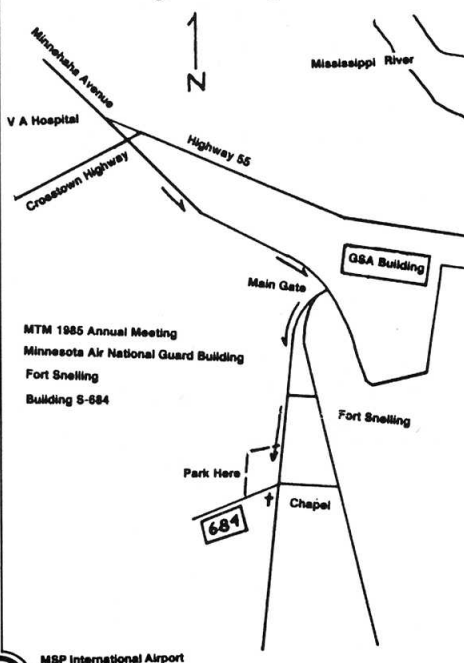 Minnehaha Avenue
N
Mississippi River
V A Hospital
Highway 55
Crosstown Highway
GSA Building
Main Gate
MTM 1985 Annual Meeting
Minnesota Air National Guard Building
Fort Snelling
Building S-684
Fort Snelling
Park Here
Chapel
684
MSP International Airport